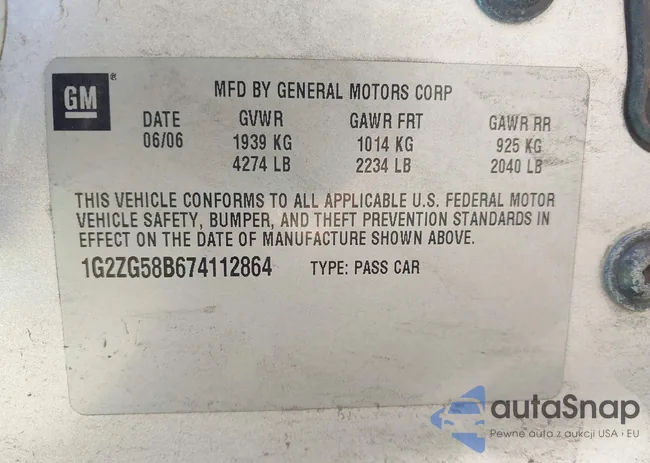 GM®
MFD BY GENERAL MOTORS CORP
DATE GVWR GAWR FRT GAWR RR
06/06 1939 KG 1014 KG 925 KG
4274 LB 2234 LB 2040 LB
THIS VEHICLE CONFORMS TO ALL APPLICABLE U.S. FEDERAL MOTOR
VEHICLE SAFETY, BUMPER, AND THEFT PREVENTION STANDARDS IN
EFFECT ON THE DATE OF MANUFACTURE SHOWN ABOVE.
1G2ZG58B674112864 TYPE: PASS CAR
autaSnap
Pewne auta z aukcji USA • EU